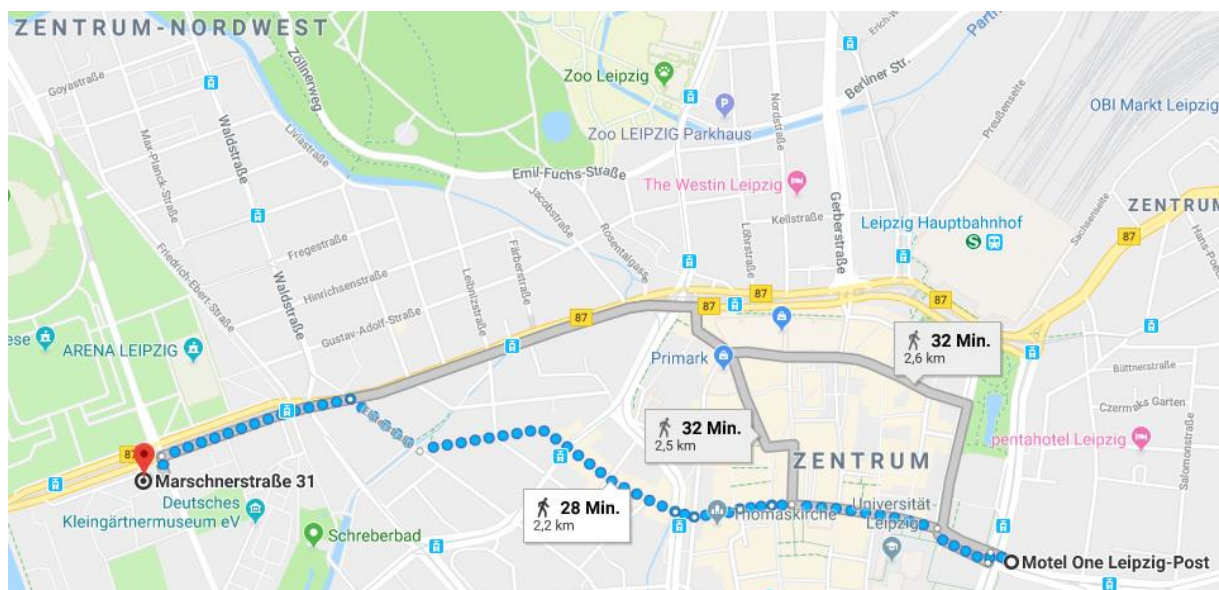 ZENTRUM-NORDWEST
Goyastraße
Zöllnerweg
Liviastraße
Waldstraße
Max-Planck-Straße
Zoo Leipzig
P
Zoo LEIPZIG Parkhaus
Nordstraße
Berliner Str.
Preußenseite
OBI Markt Leipzig
Emil-Fuchs-Straße
The Westin Leipzig
Jacobstraße
Rosentalgasse
Keilstraße
Löhrstraße
Gerberstraße
Leipzig Hauptbahnhof
S
Sachsenseite
ZENTRUM
87
Fregestraße
Friedrich-Ebert-Straße
Hinrichsenstraße
Waldstraße
Färberstraße
Leibnizstraße
Gustav-Adolf-Straße
87
87
87
87
ARENA LEIPZIG
Primark
32 Min.
2,6 km
Büttnerstraße
Czermaks Garten
32 Min.
2,5 km
pentahotel Leipzig
Salomonstraße
ZENTRUM
87
Marschnerstraße 31
Deutsches
Kleingärtnermuseum eV
28 Min.
2,2 km
Thomaskirche
Universität
Leipzig
Schreberbad
Motel One Leipzig-Post